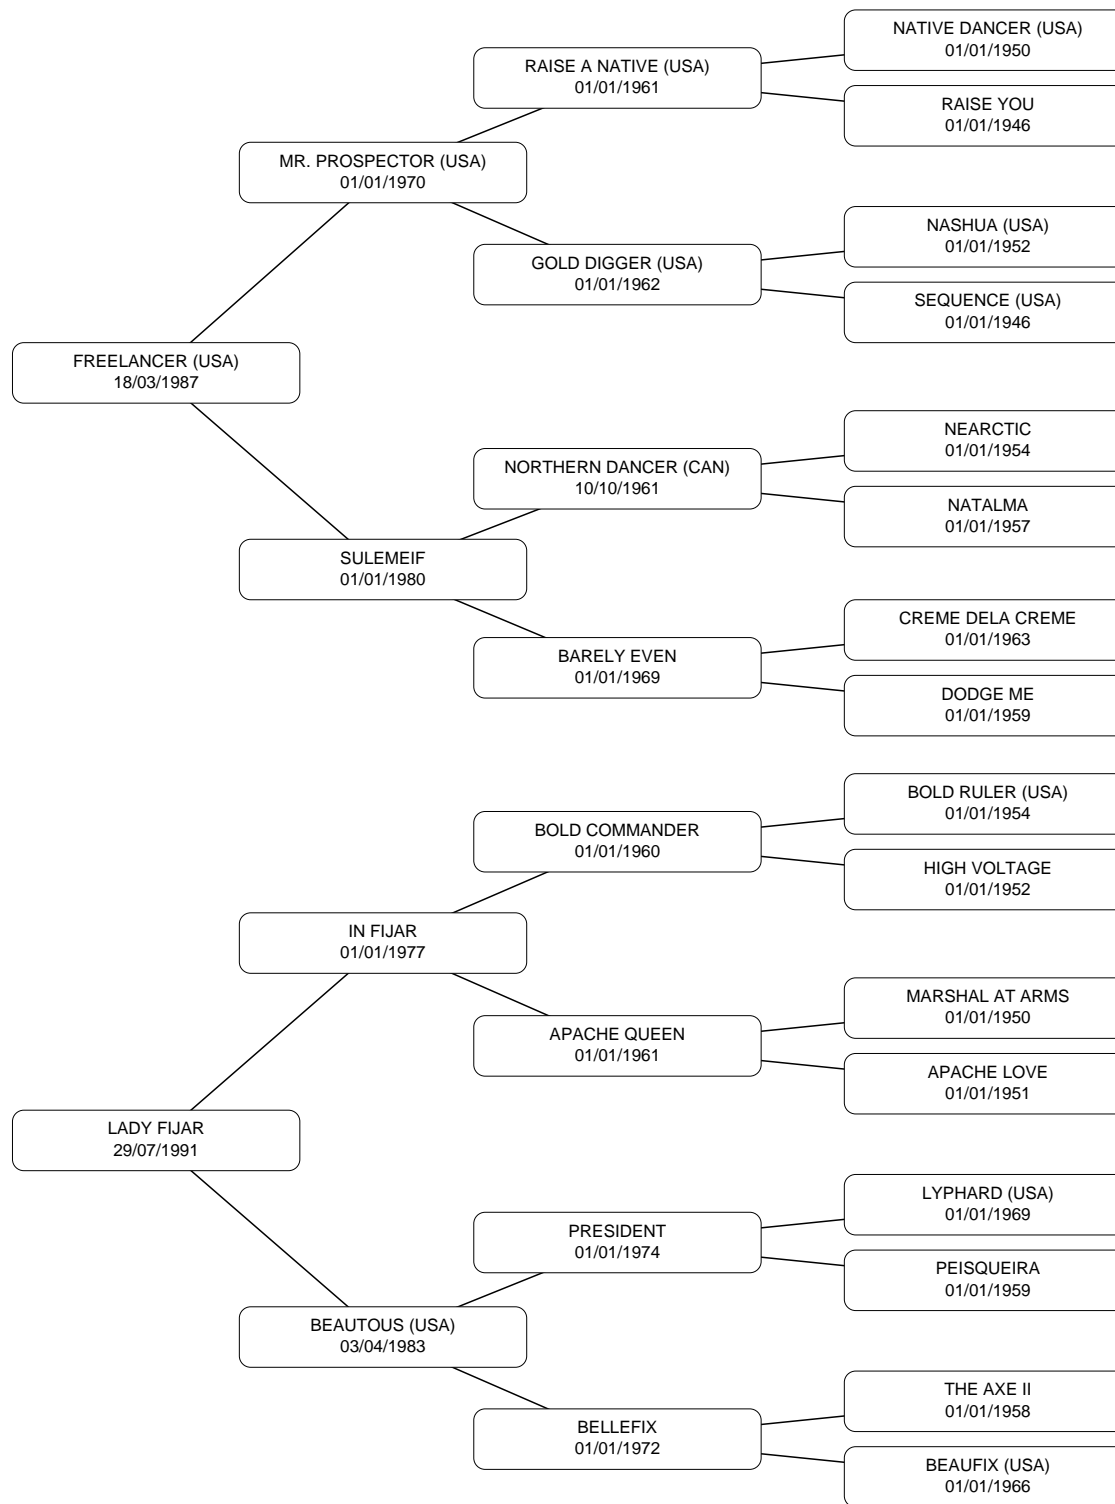 NATIVE DANCER (USA)
01/01/1950
RAISE A NATIVE (USA)
01/01/1961
RAISE YOU
01/01/1946
MR. PROSPECTOR (USA)
01/01/1970
NASHUA (USA)
01/01/1952
GOLD DIGGER (USA)
01/01/1962
SEQUENCE (USA)
01/01/1946
FREELANCER (USA)
18/03/1987
NEARCTIC
01/01/1954
NORTHERN DANCER (CAN)
10/10/1961
NATALMA
01/01/1957
SULEMEIF
01/01/1980
CREME DELA CREME
01/01/1963
BARELY EVEN
01/01/1969
DODGE ME
01/01/1959
BOLD RULER (USA)
01/01/1954
BOLD COMMANDER
01/01/1960
HIGH VOLTAGE
01/01/1952
IN FIJAR
01/01/1977
MARSHAL AT ARMS
01/01/1950
APACHE QUEEN
01/01/1961
APACHE LOVE
01/01/1951
LADY FIJAR
29/07/1991
LYPHARD (USA)
01/01/1969
PRESIDENT
01/01/1974
PEISQUEIRA
01/01/1959
BEAUTOUS (USA)
03/04/1983
THE AXE II
01/01/1958
BELLEFIX
01/01/1972
BEAUFIX (USA)
01/01/1966